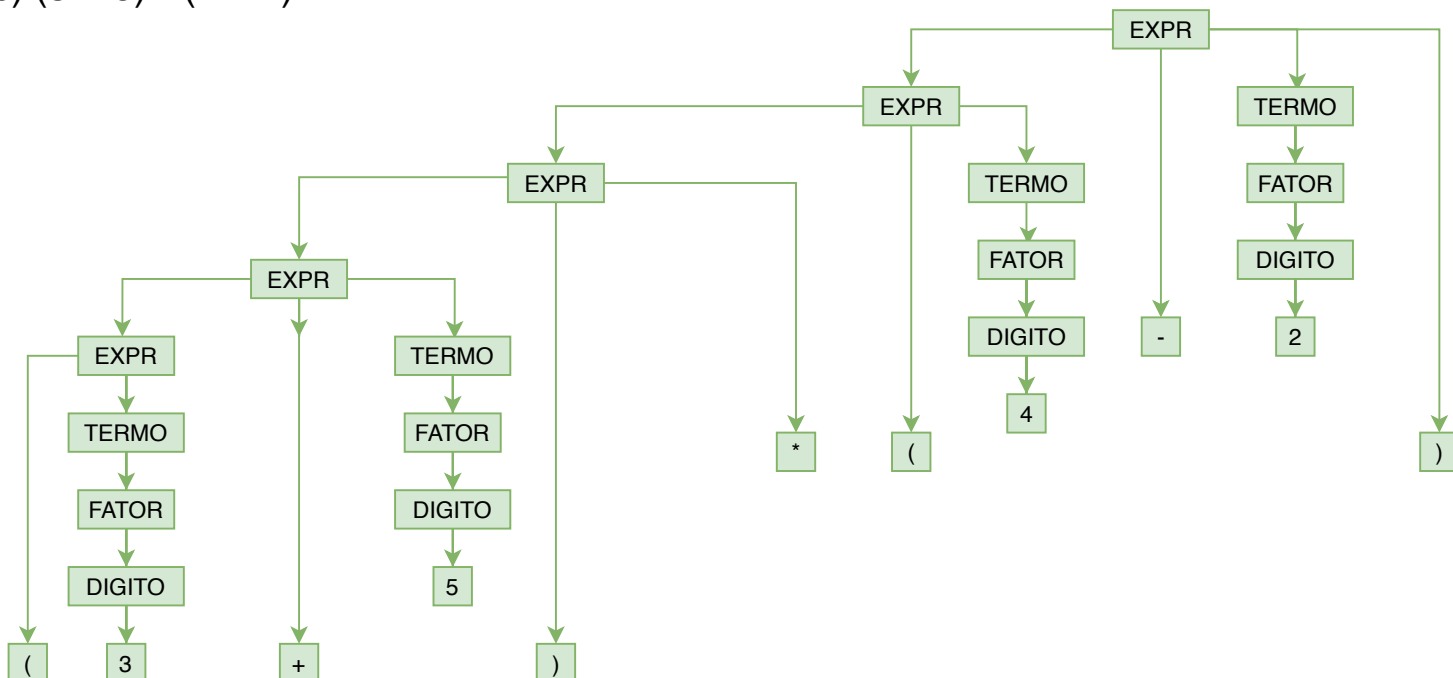 EXPR
EXPR TERMO
EXPR TERMO FATOR
EXPR FATOR DIGITO
EXPR TERMO DIGITO - 2
TERMO FATOR * ( 4 )
FATOR DIGITO
DIGITO 5
( 3 + )